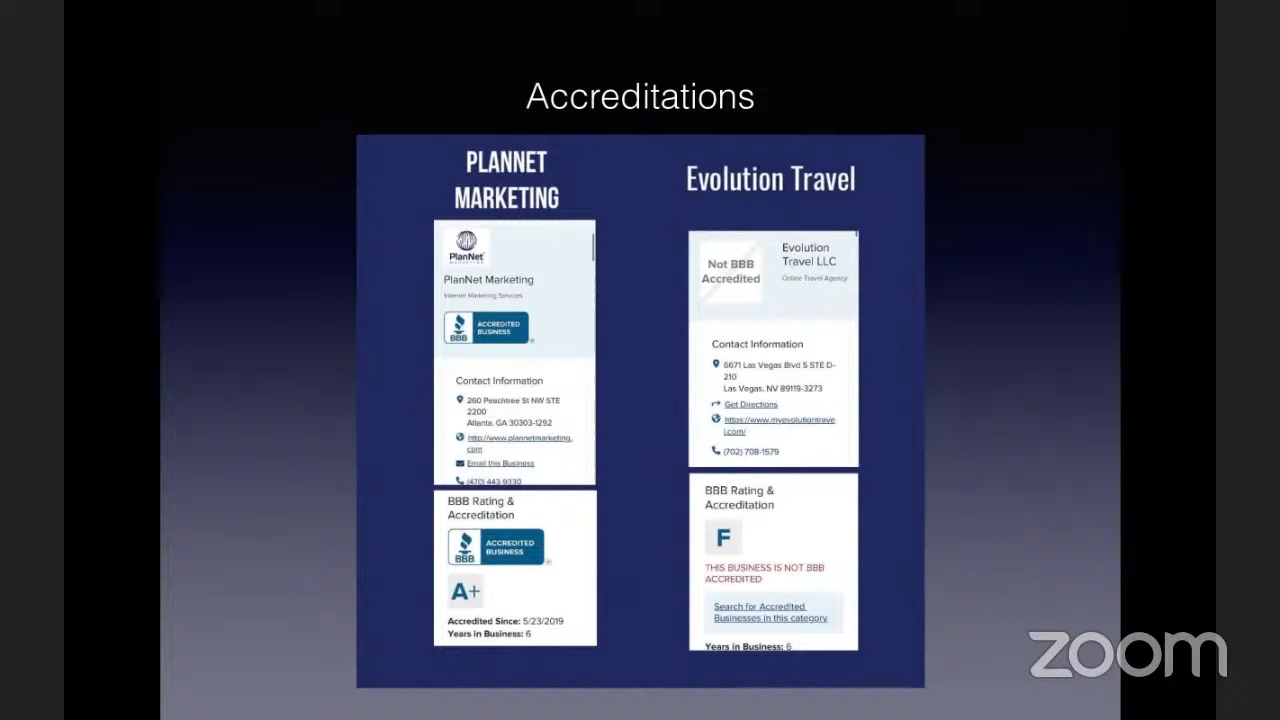 Accreditations
PLANNET
MARKETING
PlanNet
MARKETING
PlanNet Marketing
Internet Marketing Services
BBB
ACCREDITED
BUSINESS
Contact Information
260 Peachtree St NW STE
2200
Atlanta, GA 30303-1292
http://www.plannetmarketing.
com
Email this Business
(470) 443-9330
BBB Rating &
Accreditation
BBB
ACCREDITED
BUSINESS
A+
Accredited Since: 5/23/2019
Years in Business: 6
Evolution Travel
Not BBB
Accredited
Evolution
Travel LLC
Online Travel Agency
Contact Information
6671 Las Vegas Blvd S STE D-
210
Las Vegas, NV 89119-3273
Get Directions
https://www.myevolutiontrave
l.com/
(702) 708-1579
BBB Rating &
Accreditation
F
THIS BUSINESS IS NOT BBB
ACCREDITED
Search for Accredited
Businesses in this category
Years in Business: 6
zoom